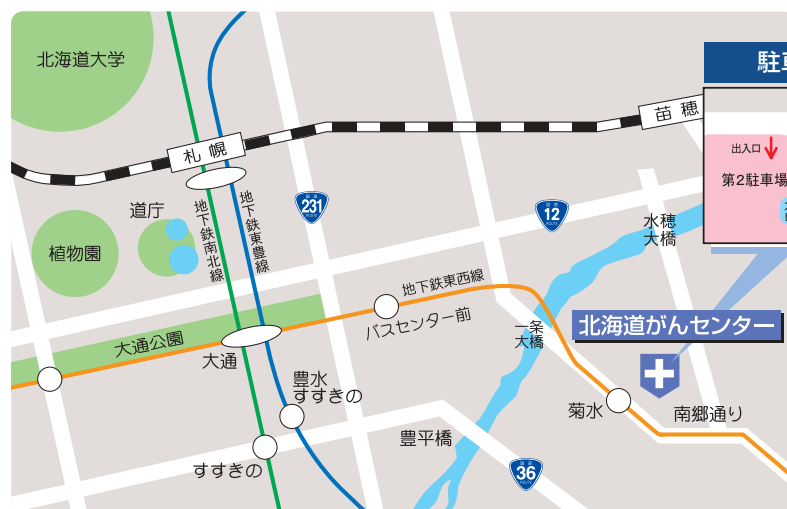 北海道大学
駐車
苗穂
札幌
出入口
第2駐車場
道庁
地下鉄南北線
地下鉄東豊線
231
ROUTE
12
ROUTE
水穂
大橋
植物園
地下鉄東西線
バスセンター前
一条
大橋
北海道がんセンター
大通公園
大通
豊水
すすきの
菊水
南郷通り
豊平橋
すすきの
36
ROUTE